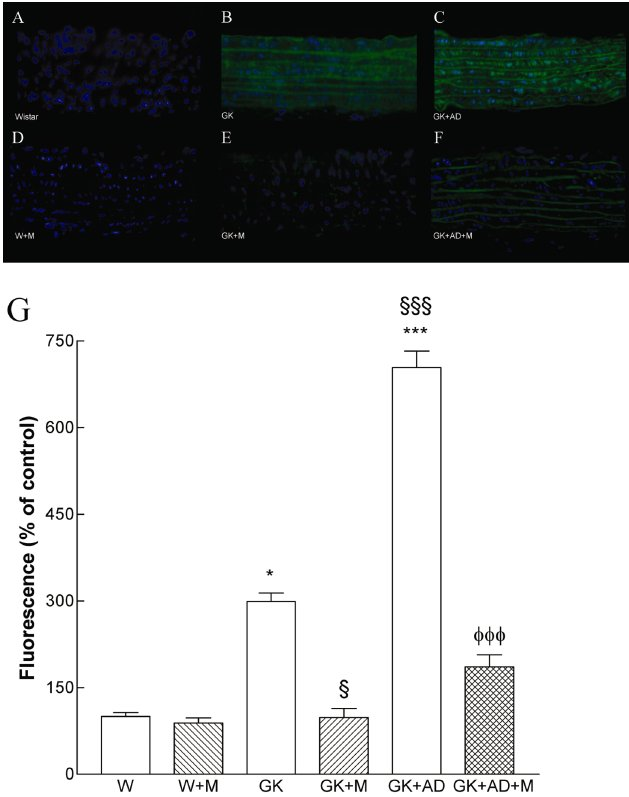 A B C
Wistar GK GK+AD
D E F
W+M GK+M GK+AD+M
G
Fluorescence (% of control)
750
600
450
300
150
0
§§§
***
*
§
ϕϕϕ
W W+M GK GK+M GK+AD GK+AD+M